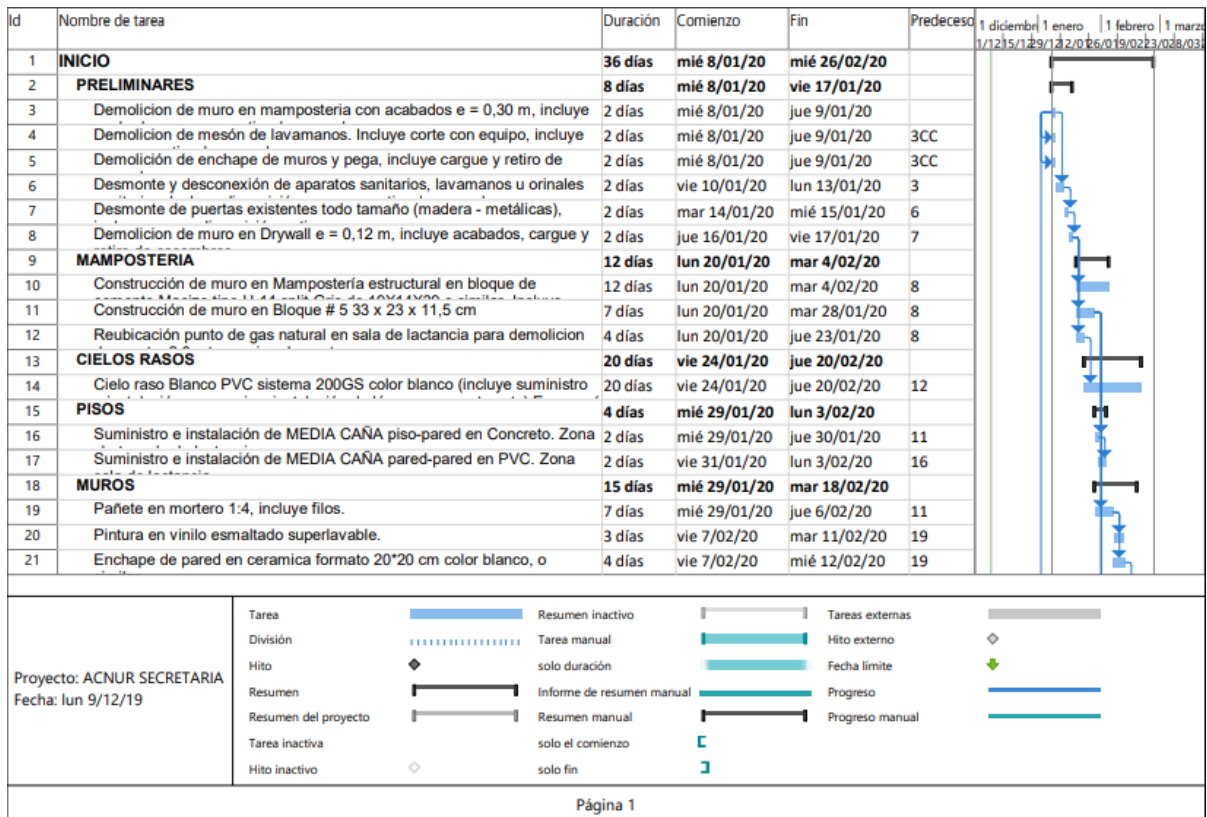 Id Nombre de tarea Duración Comienzo Fin Predeceso 1 diciembr 1 enero 1 febrero 1 marzo
1/12 15/12 29/12 12/01 26/01 9/02 23/02 8/03
1 INICIO 36 días mié 8/01/20 mié 26/02/20
2 PRELIMINARES 8 días mié 8/01/20 vie 17/01/20
3 Demolicion de muro en mamposteria con acabados e = 0,30 m, incluye 2 días mié 8/01/20 jue 9/01/20
4 Demolicion de mesón de lavamanos. Incluye corte con equipo, incluye 2 días mié 8/01/20 jue 9/01/20 3CC
5 Demolición de enchape de muros y pega, incluye cargue y retiro de 2 días mié 8/01/20 jue 9/01/20 3CC
6 Desmonte y desconexión de aparatos sanitarios, lavamanos u orinales 2 días vie 10/01/20 lun 13/01/20 3
7 Desmonte de puertas existentes todo tamaño (madera - metálicas), 2 días mar 14/01/20 mié 15/01/20 6
8 Demolicion de muro en Drywall e = 0,12 m, incluye acabados, cargue y 2 días jue 16/01/20 vie 17/01/20 7
9 MAMPOSTERIA 12 días lun 20/01/20 mar 4/02/20
10 Construcción de muro en Mampostería estructural en bloque de 12 días lun 20/01/20 mar 4/02/20 8
11 Construcción de muro en Bloque # 5 33 x 23 x 11,5 cm 7 días lun 20/01/20 mar 28/01/20 8
12 Reubicación punto de gas natural en sala de lactancia para demolicion 4 días lun 20/01/20 jue 23/01/20 8
13 CIELOS RASOS 20 días vie 24/01/20 jue 20/02/20
14 Cielo raso Blanco PVC sistema 200GS color blanco (incluye suministro 20 días vie 24/01/20 jue 20/02/20 12
15 PISOS 4 días mié 29/01/20 lun 3/02/20
16 Suministro e instalación de MEDIA CAÑA piso-pared en Concreto. Zona 2 días mié 29/01/20 jue 30/01/20 11
17 Suministro e instalación de MEDIA CAÑA pared-pared en PVC. Zona 2 días vie 31/01/20 lun 3/02/20 16
18 MUROS 15 días mié 29/01/20 mar 18/02/20
19 Pañete en mortero 1:4, incluye filos. 7 días mié 29/01/20 jue 6/02/20 11
20 Pintura en vinilo esmaltado superlavable. 3 días vie 7/02/20 mar 11/02/20 19
21 Enchape de pared en ceramica formato 20*20 cm color blanco, o 4 días vie 7/02/20 mié 12/02/20 19
Proyecto: ACNUR SECRETARIA
Fecha: lun 9/12/19
Tarea Resumen inactivo Tareas externas
División Tarea manual Hito externo
Hito solo duración Fecha límite
Resumen Informe de resumen manual Progreso
Resumen del proyecto Resumen manual Progreso manual
Tarea inactiva solo el comienzo
Hito inactivo solo fin
Página 1